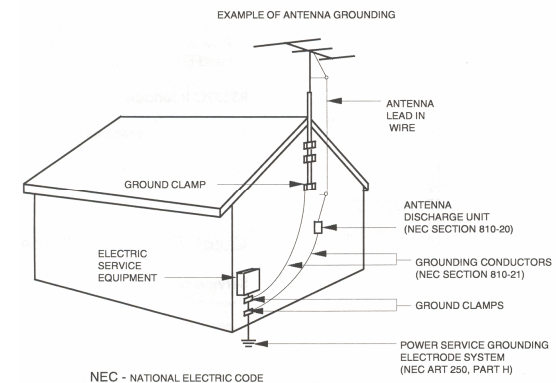 EXAMPLE OF ANTENNA GROUNDING
ANTENNA
LEAD IN
WIRE
GROUND CLAMP
ANTENNA
DISCHARGE UNIT
(NEC SECTION 810-20)
ELECTRIC
SERVICE
EQUIPMENT
GROUNDING CONDUCTORS
(NEC SECTION 810-21)
GROUND CLAMPS
POWER SERVICE GROUNDING
ELECTRODE SYSTEM
(NEC ART 250, PART H)
NEC - NATIONAL ELECTRIC CODE